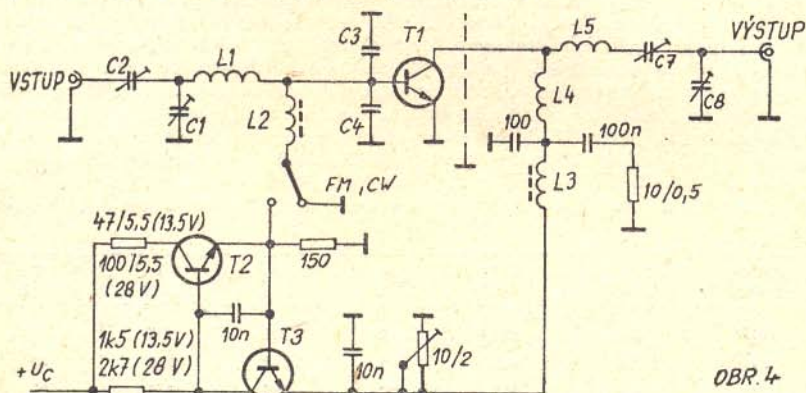 C3
T1
L5
VÝSTUP
C2
L1
VSTUP
C7
C1
L2
C4
L4
C8
100
100n
FM, CW
L3
10/0,5
47/5,5 (13,5V)
100/5,5
(28 V)
T2
150
10n
T3
1k5 (13,5V)
2k7 (28 V)
10n
10/2
+UC
OBR. 4